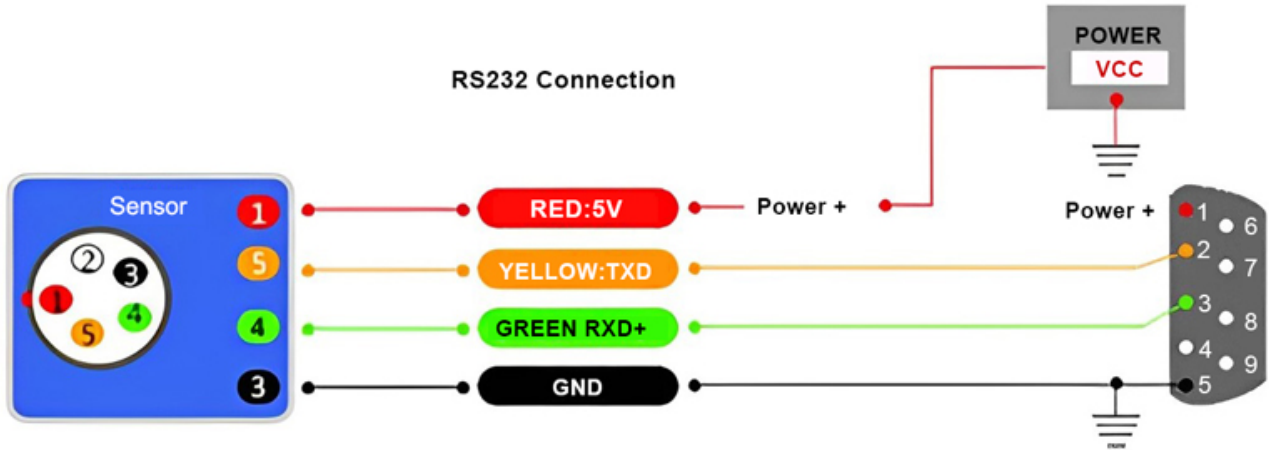 RS232 Connection
POWER
VCC
Sensor
1
RED:5V
Power +
Power +
1
6
5
YELLOW:TXD
2
7
2
3
1
4
5
4
GREEN RXD+
3
8
4
9
3
GND
5